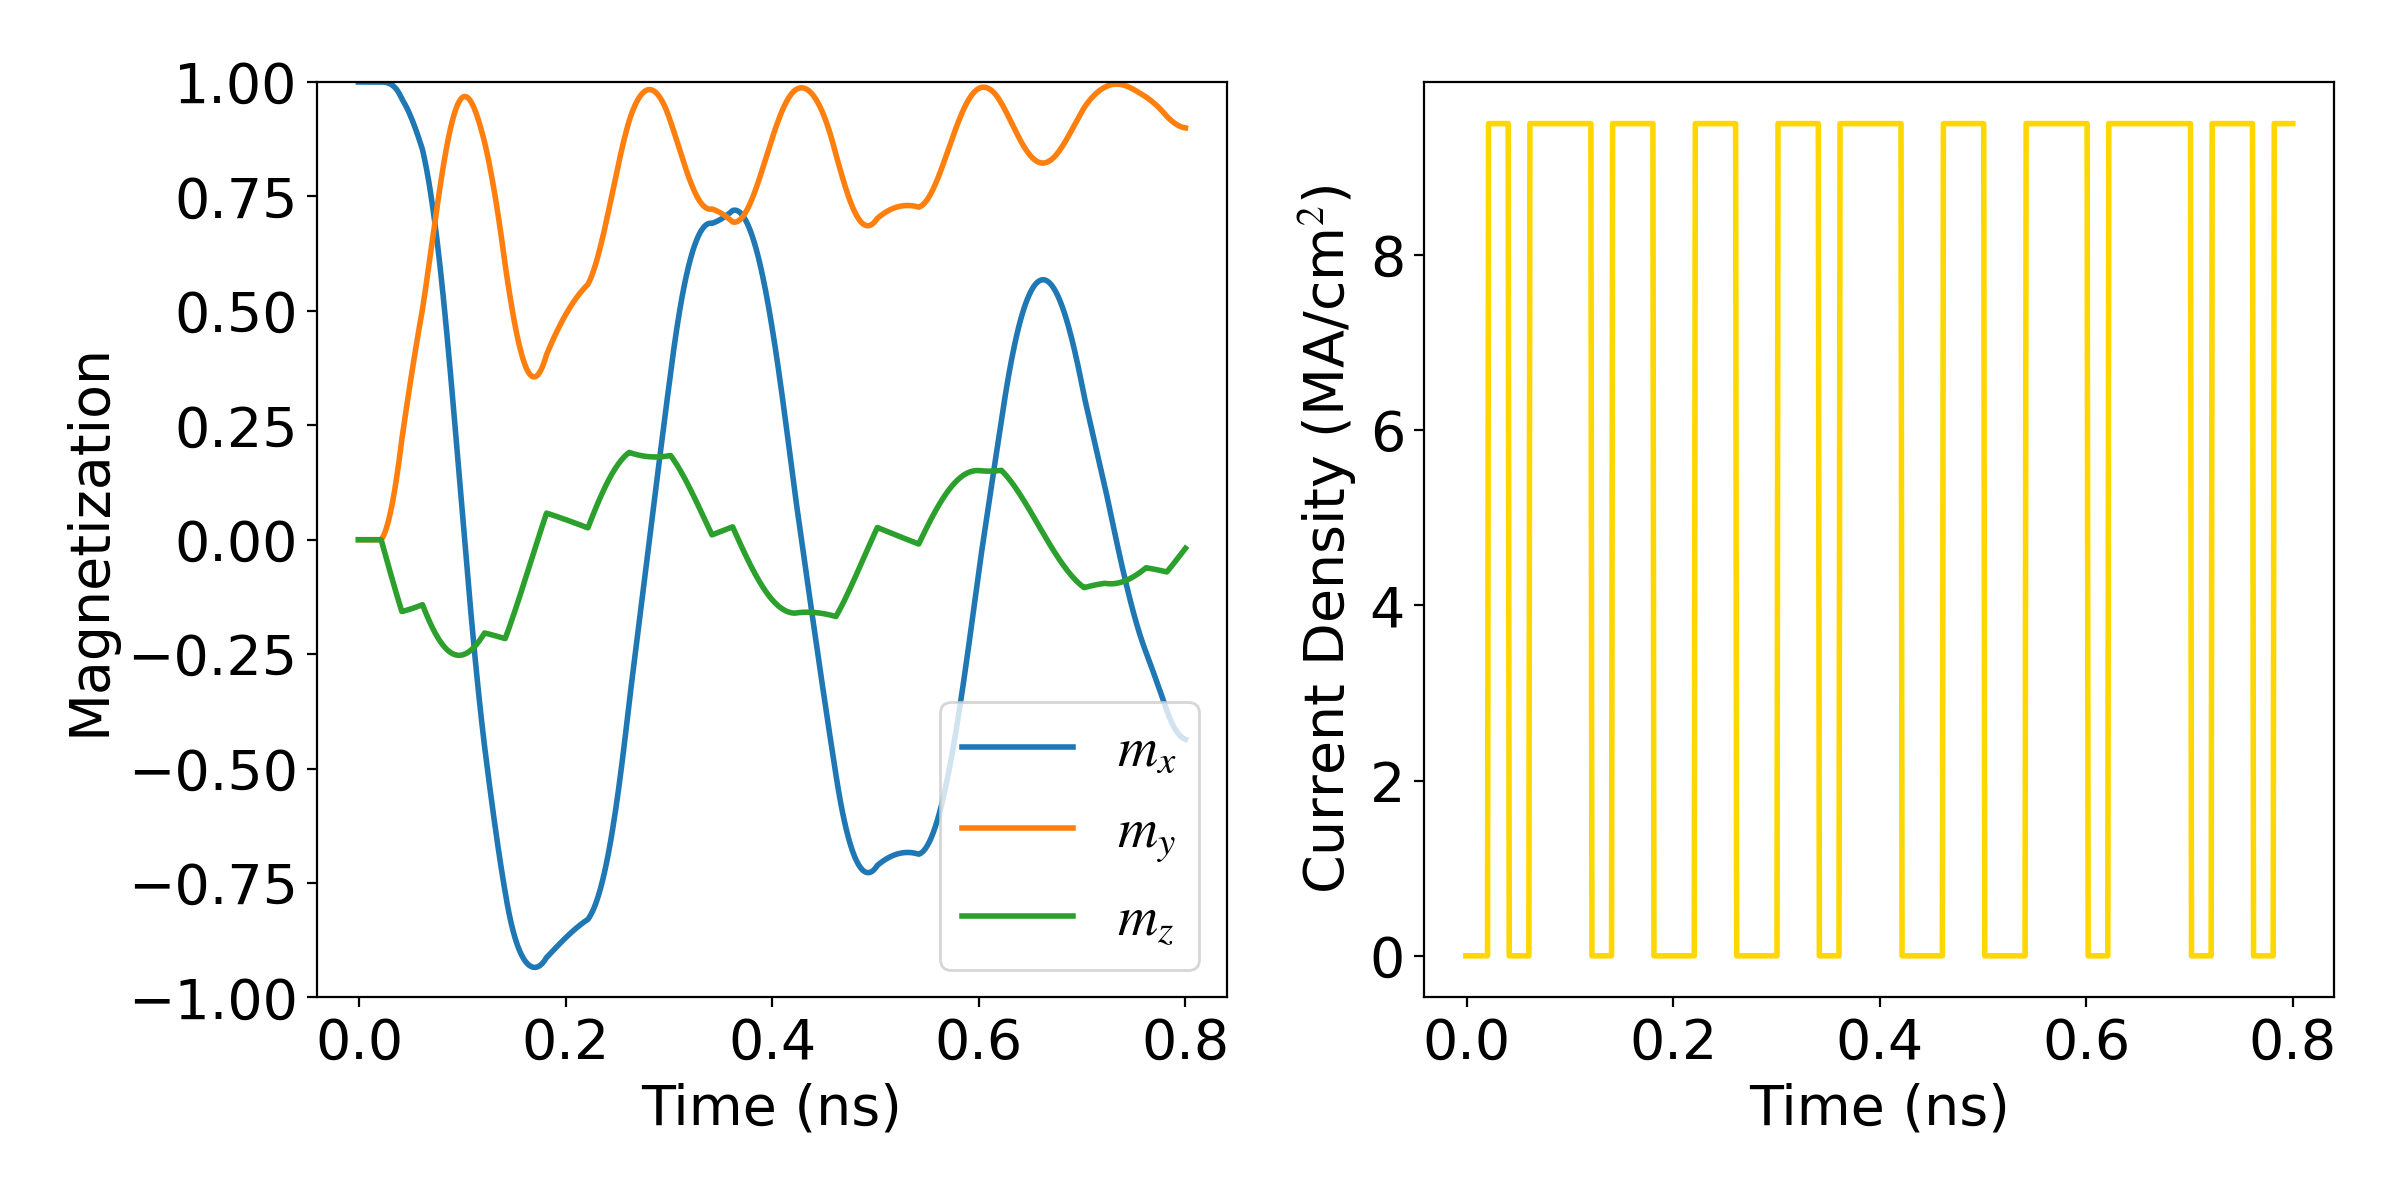 1.00
0.75
0.50
0.25
0.00
−0.25
−0.50
−0.75
−1.00
Magnetization
0.0 0.2 0.4 0.6 0.8
Time (ns)
m_x
m_y
m_z
8
6
4
2
0
Current Density (MA/cm²)
0.0 0.2 0.4 0.6 0.8
Time (ns)